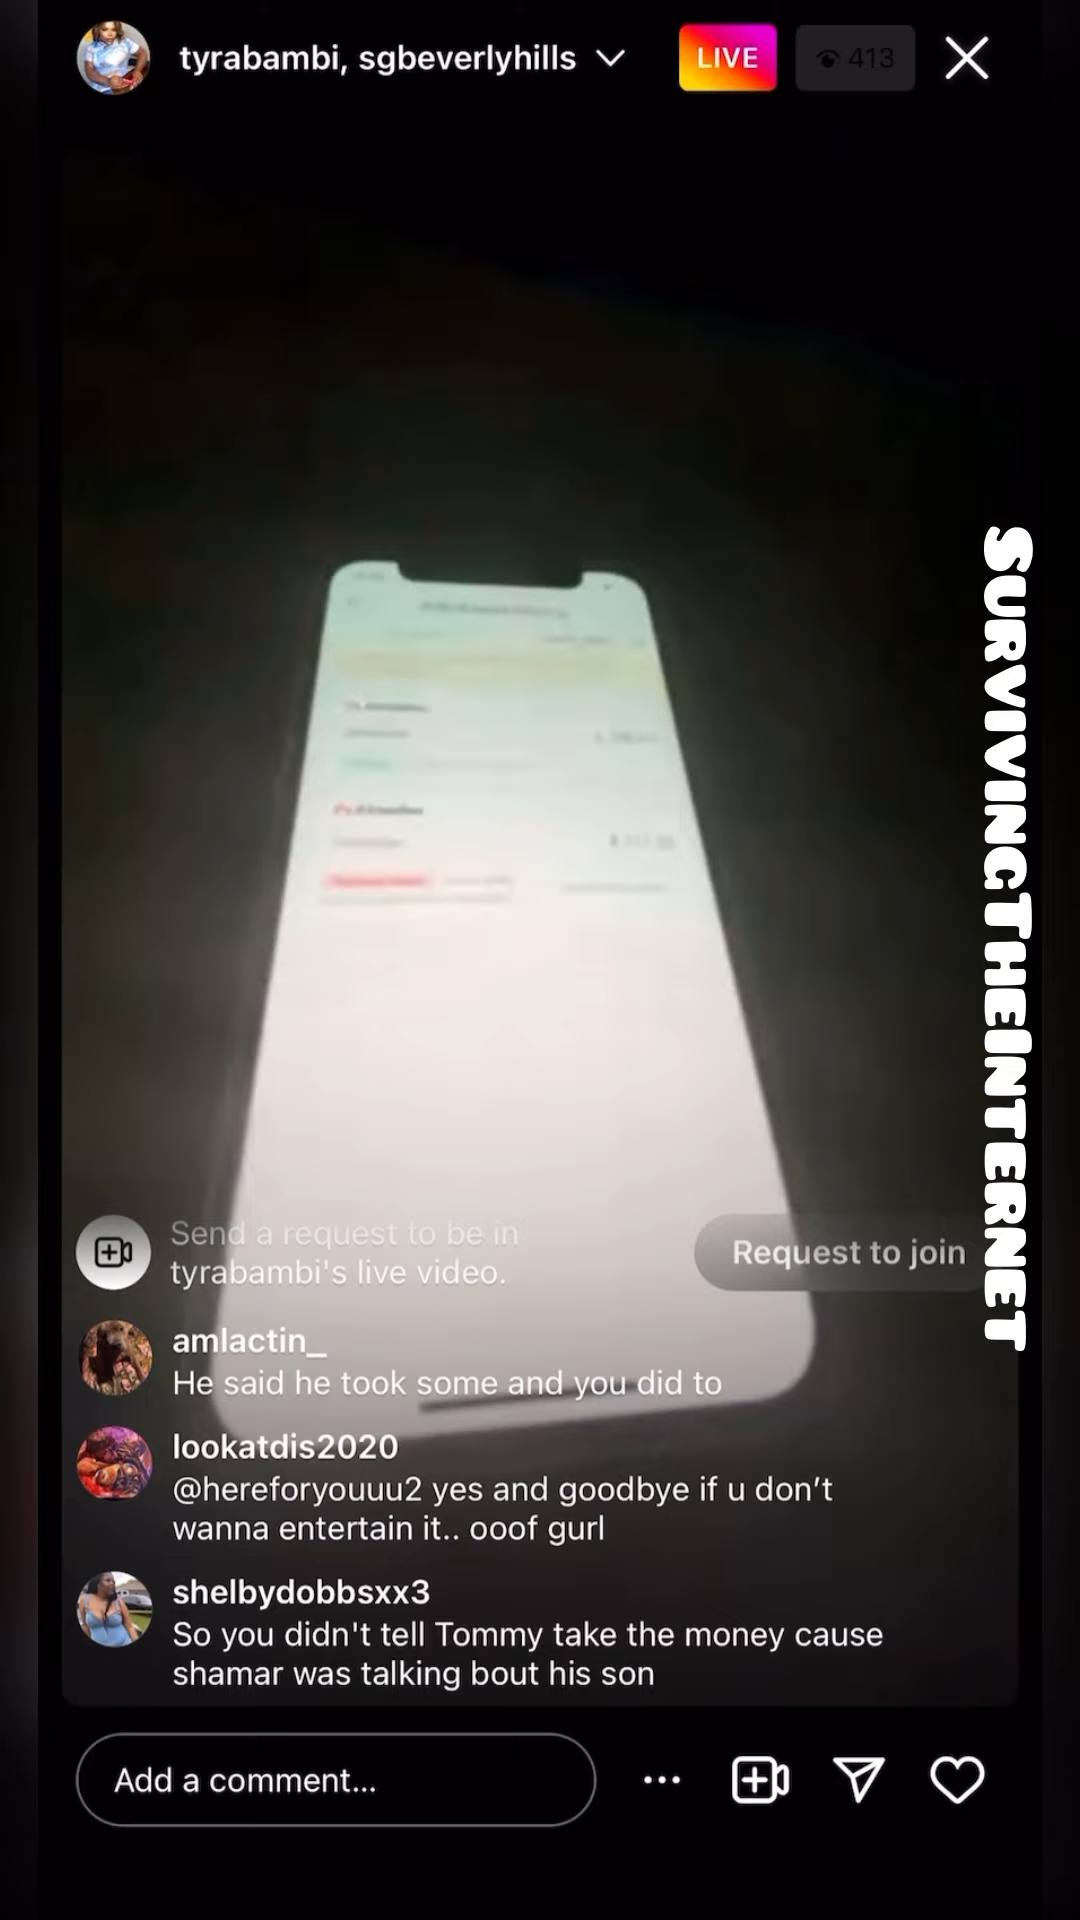 tyrabambi, sgbeverlyhills
LIVE
413
SURVIVINGTHEINTERNET
Send a request to be in
tyrabambi's live video.
Request to join
amlactin_
He said he took some and you did to
lookatdis2020
@hereforyouuu2 yes and goodbye if u don’t
wanna entertain it.. ooof gurl
shelbydobbsxx3
So you didn't tell Tommy take the money cause
shamar was talking bout his son
Add a comment...